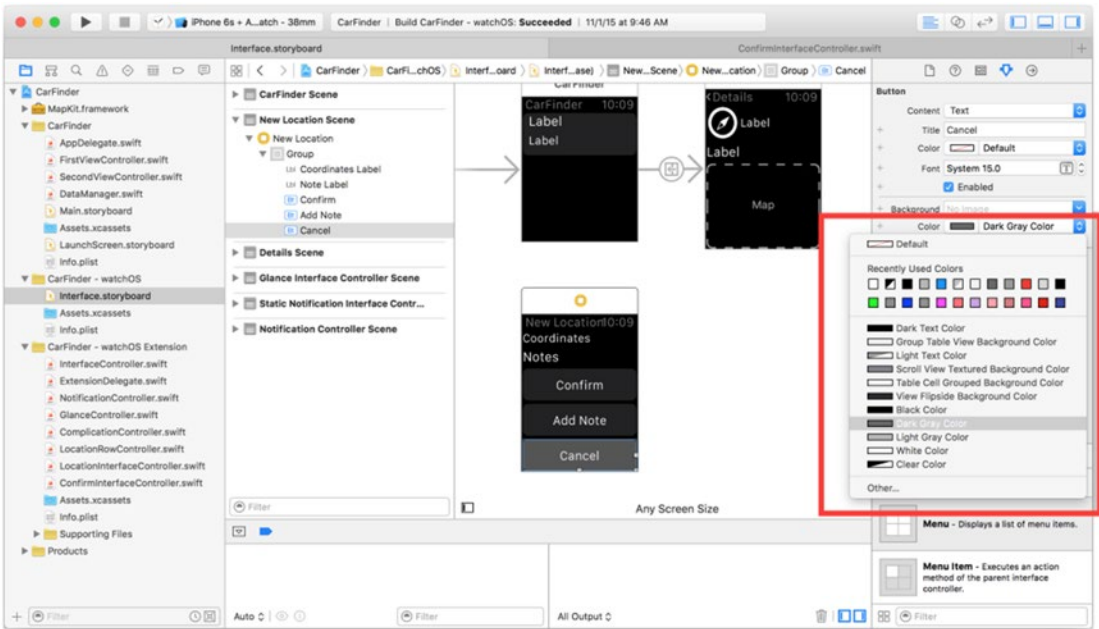 iPhone 6s + A...atch - 38mm
CarFinder | Build CarFinder - watchOS: Succeeded | 11/1/15 at 9:46 AM
Interface.storyboard
ConfirmInterfaceController.swift
CarFinder
CarFi...chOS
Interf...oard
Interf...ase)
New...Scene
New...cation
Group
Cancel
CarFinder
MapKit.framework
CarFinder
AppDelegate.swift
FirstViewController.swift
SecondViewController.swift
DataManager.swift
Main.storyboard
Assets.xcassets
LaunchScreen.storyboard
Info.plist
CarFinder - watchOS
Interface.storyboard
Assets.xcassets
Info.plist
CarFinder - watchOS Extension
InterfaceController.swift
ExtensionDelegate.swift
NotificationController.swift
GlanceController.swift
ComplicationController.swift
LocationRowController.swift
LocationInterfaceController.swift
ConfirmInterfaceController.swift
Assets.xcassets
Info.plist
Supporting Files
Products
Filter
CarFinder Scene
New Location Scene
New Location
Group
Coordinates Label
Note Label
Confirm
Add Note
Cancel
Details Scene
Glance Interface Controller Scene
Static Notification Interface Contr...
Notification Controller Scene
Filter
CarFinder
CarFinder 10:09
Label
Label
<Details 10:09
Label
Label
Map
New Location10:09
Coordinates
Notes
Confirm
Add Note
Cancel
Any Screen Size
Auto
Filter
All Output
Button
Content Text
Title Cancel
Color Default
Font System 15.0
Enabled
Background No Image
Color Dark Gray Color
Default
Recently Used Colors
Dark Text Color
Group Table View Background Color
Light Text Color
Scroll View Textured Background Color
Table Cell Grouped Background Color
View Flipside Background Color
Black Color
Dark Gray Color
Light Gray Color
White Color
Clear Color
Other...
Menu - Displays a list of menu items.
Menu Item - Executes an action
method of the parent interface
controller.
Filter